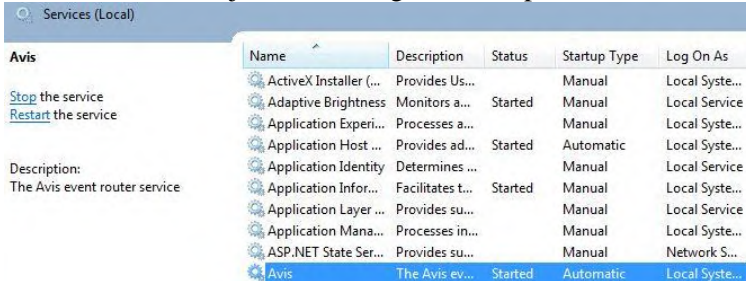 Services (Local)
Avis
Stop the service
Restart the service
Description:
The Avis event router service
Name Description Status Startup Type Log On As
ActiveX Installer (... Provides Us... Manual Local Syste...
Adaptive Brightness Monitors a... Started Manual Local Service
Application Experi... Processes a... Manual Local Syste...
Application Host ... Provides ad... Started Automatic Local Syste...
Application Identity Determines ... Manual Local Service
Application Infor... Facilitates t... Started Manual Local Syste...
Application Layer ... Provides su... Manual Local Service
Application Mana... Processes in... Manual Local Syste...
ASP.NET State Ser... Provides su... Manual Network S...
Avis The Avis ev... Started Automatic Local Syste...